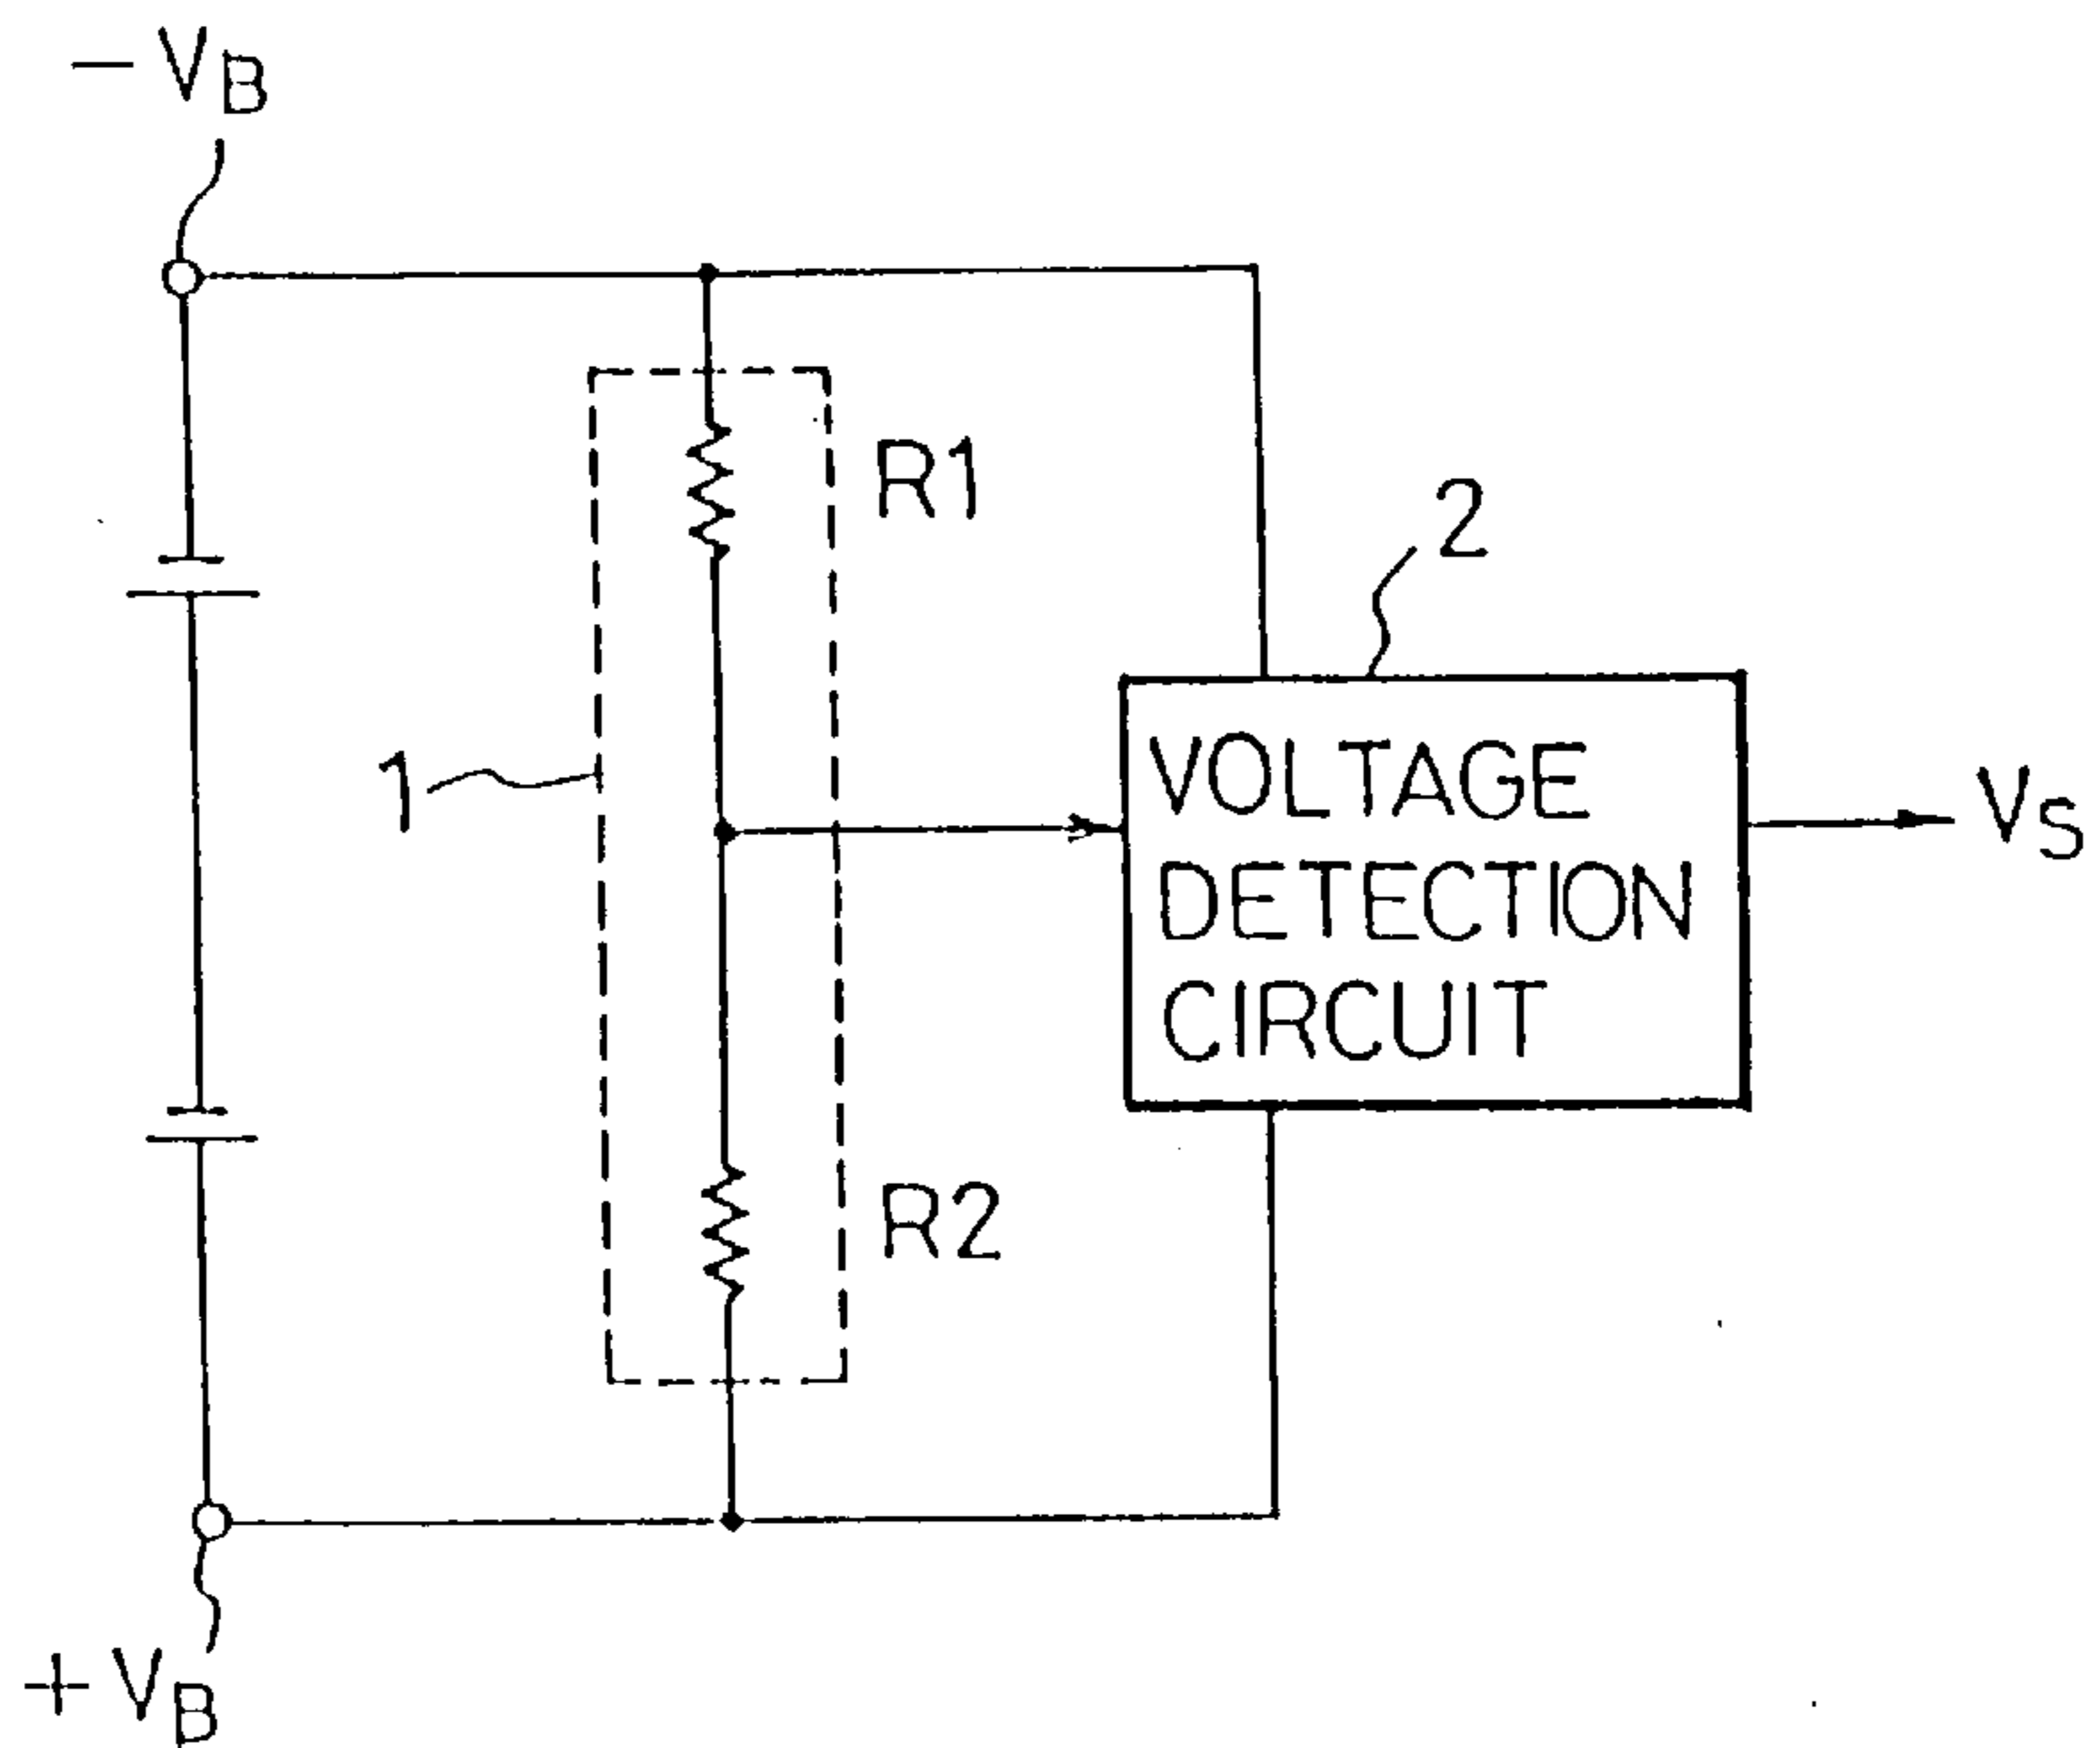 −VB
R1
2
1
VOLTAGE
DETECTION
CIRCUIT
VS
R2
+VB